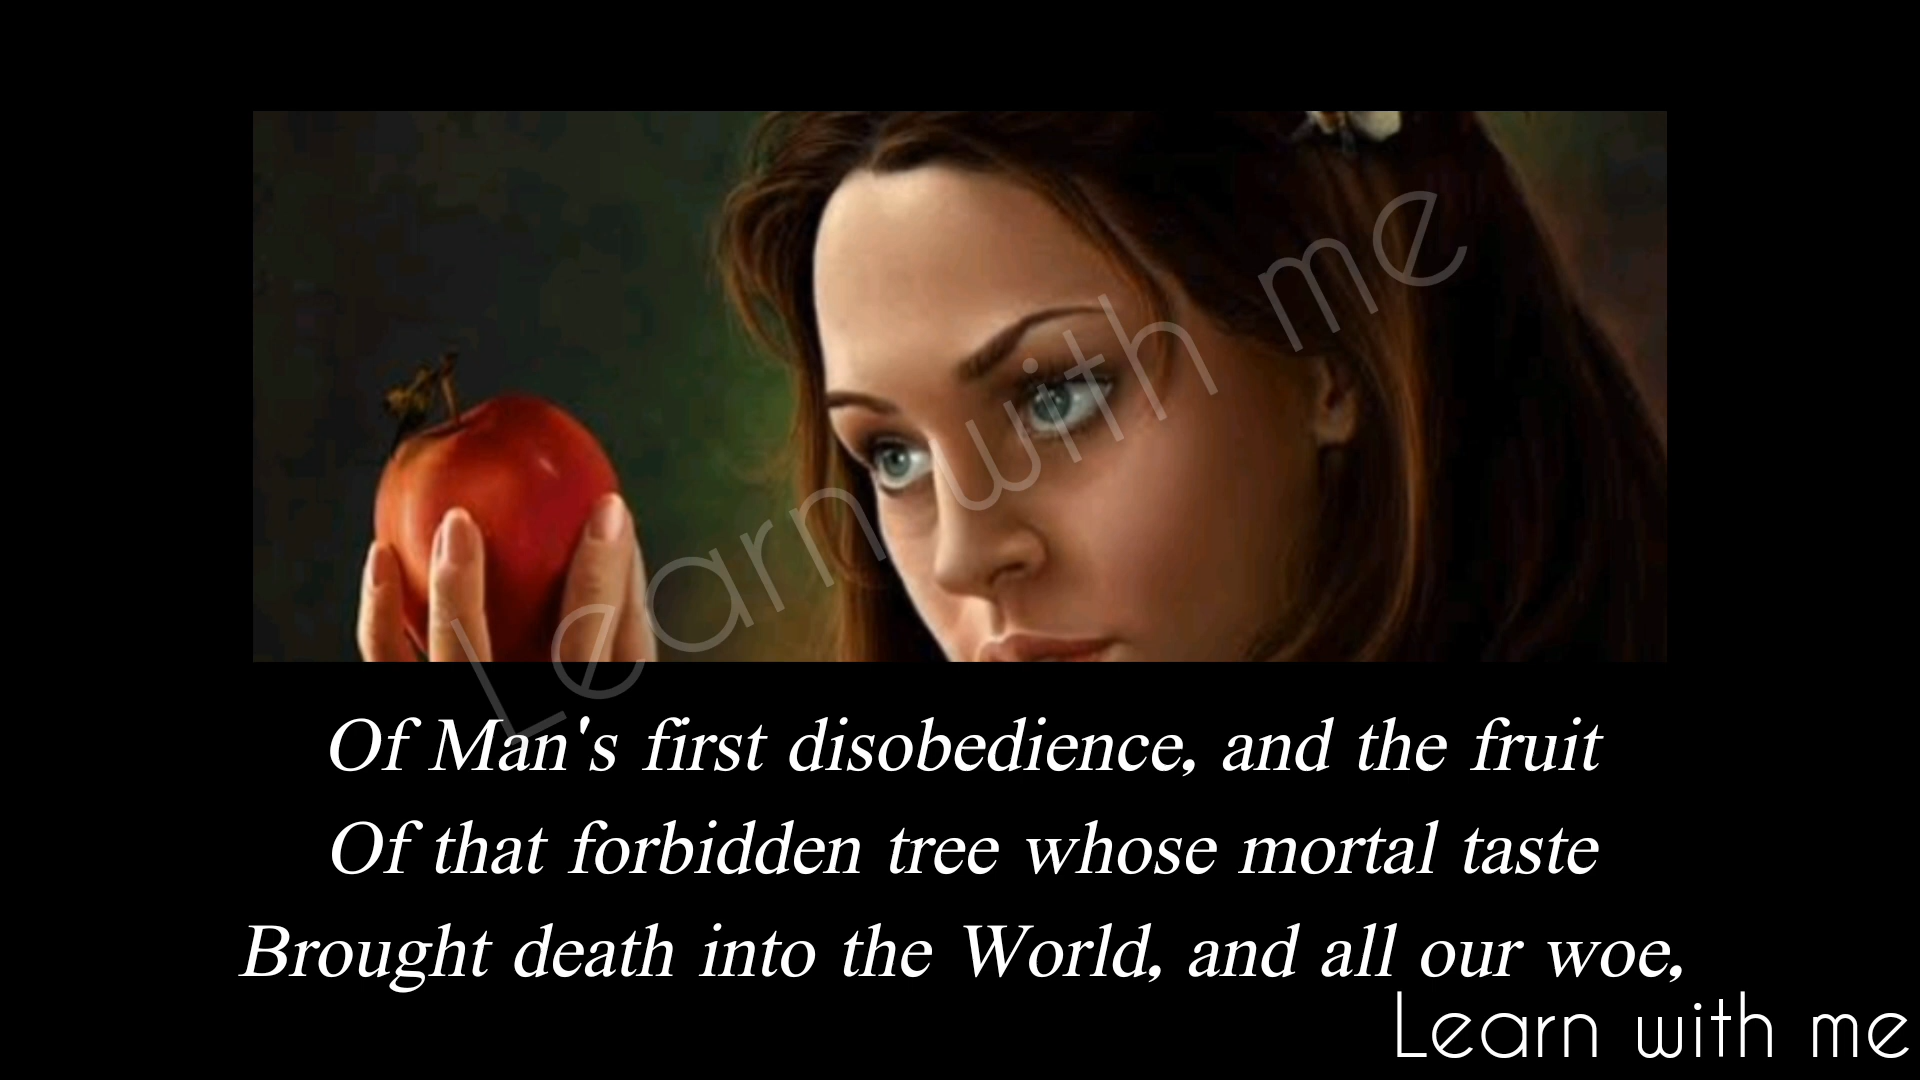 Learn with me
Of Man's first disobedience, and the fruit
Of that forbidden tree whose mortal taste
Brought death into the World, and all our woe,
Learn with me